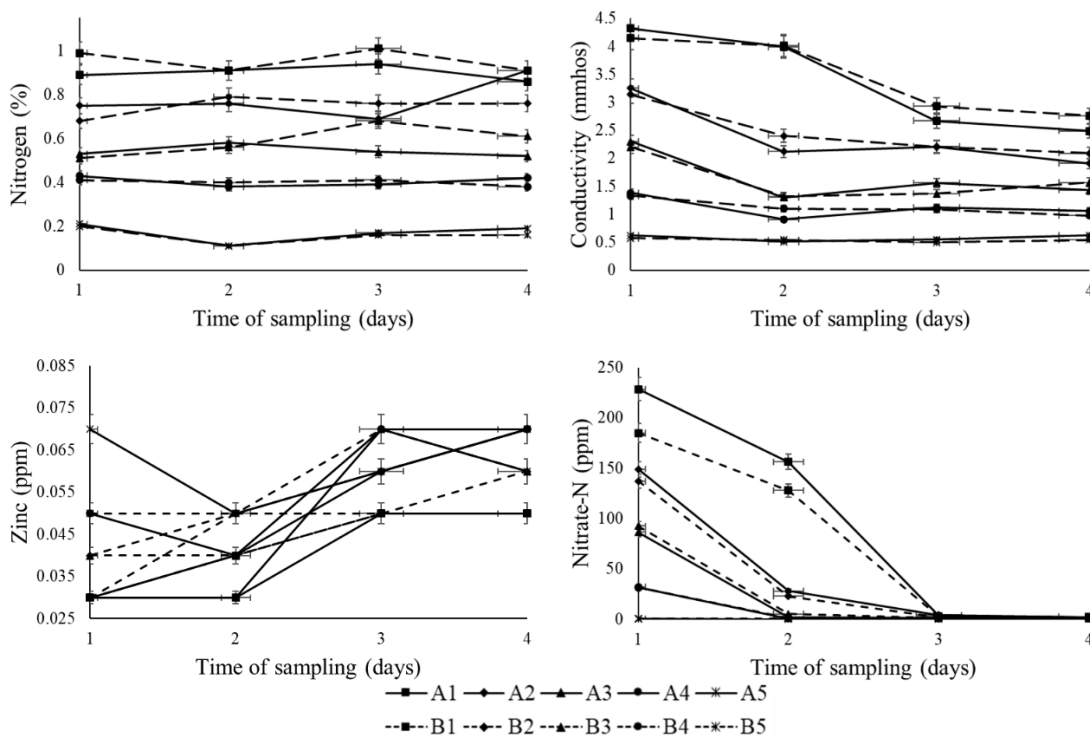 Nitrogen (%)
1
0.8
0.6
0.4
0.2
0
1 2 3 4
Time of sampling (days)
Conductivity (mmhos)
4.5
4
3.5
3
2.5
2
1.5
1
0.5
0
1 2 3 4
Time of sampling (days)
Zinc (ppm)
0.085
0.075
0.065
0.055
0.045
0.035
0.025
1 2 3 4
Time of sampling (days)
Nitrate-N (ppm)
250
200
150
100
50
0
1 2 3 4
Time of sampling (days)
A1 A2 A3 A4 A5
B1 B2 B3 B4 B5